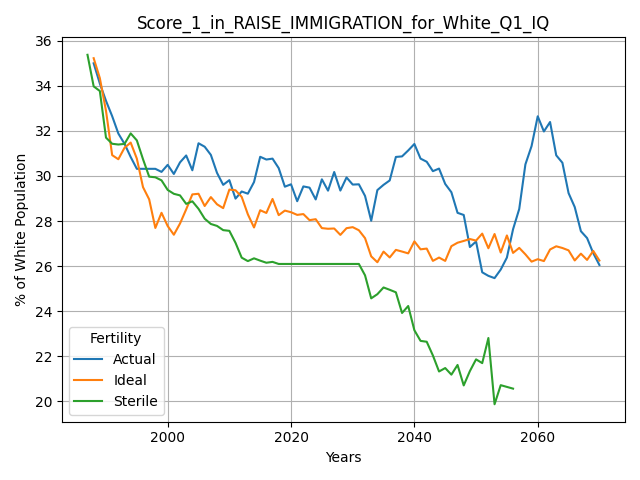 Score_1_in_RAISE_IMMIGRATION_for_White_Q1_IQ
% of White Population
36
34
32
30
28
26
24
22
20
Fertility
Actual
Ideal
Sterile
2000
2020
2040
2060
Years